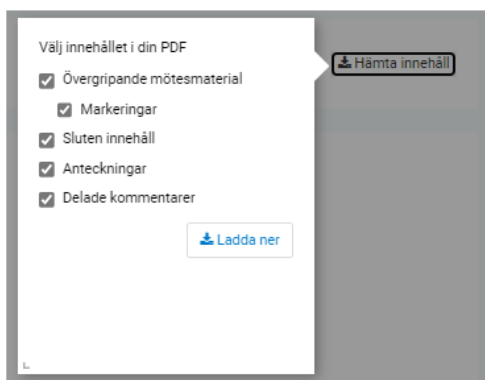 Välj innehållet i din PDF
Hämta innehåll
Övergripande mötesmaterial
Markeringar
Sluten innehåll
Anteckningar
Delade kommentarer
Ladda ner